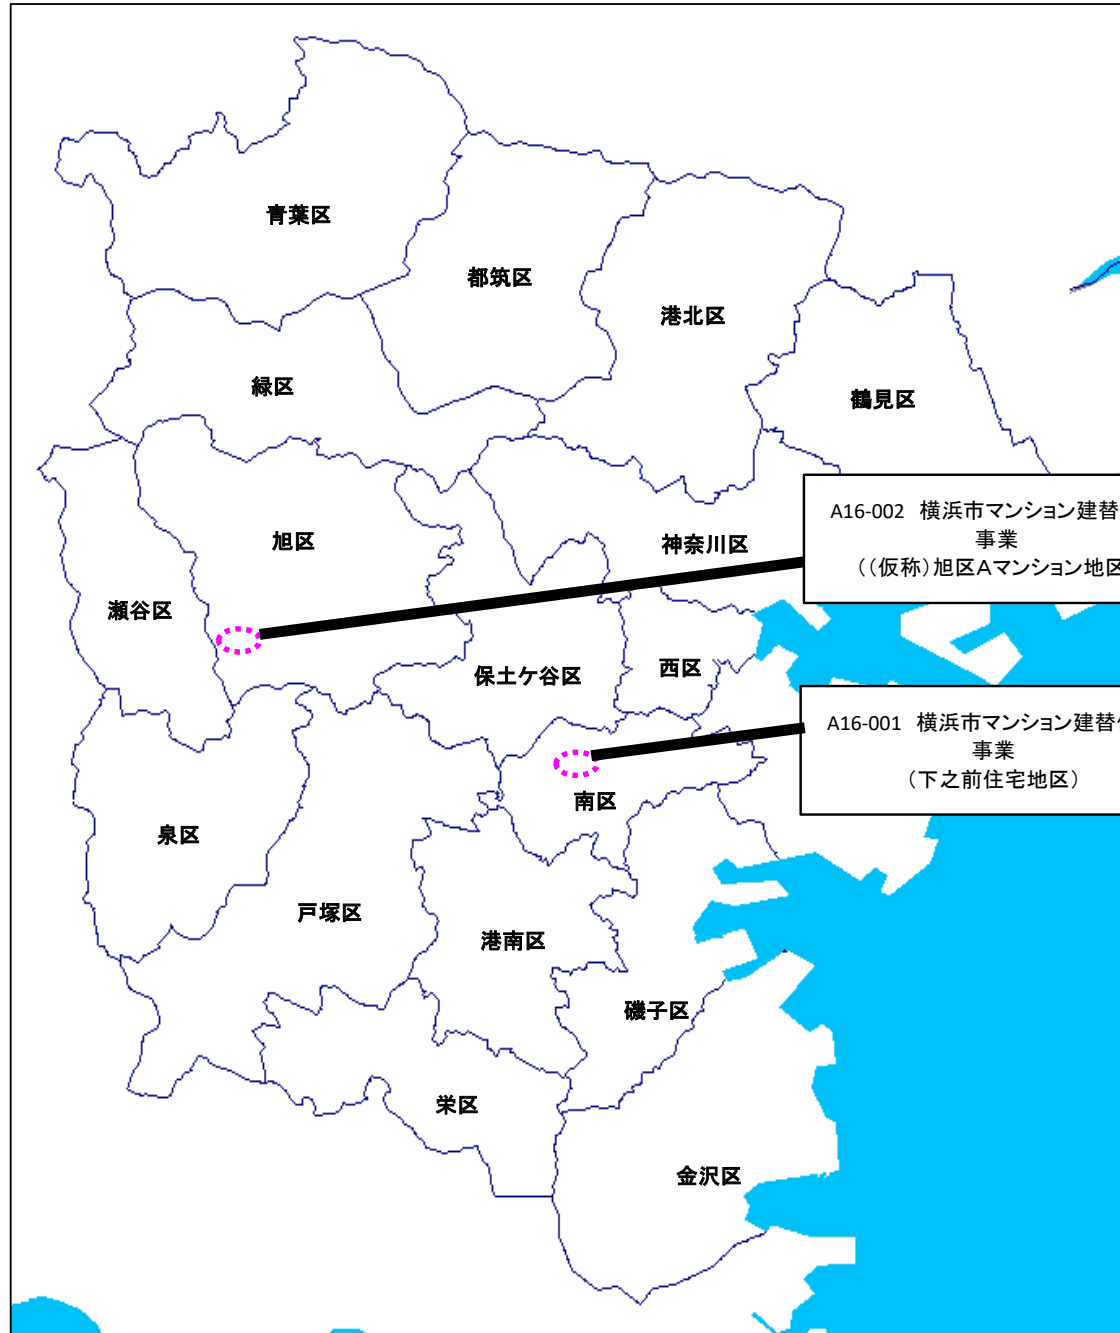 青葉区
都筑区
港北区
緑区
鶴見区
A16-002 横浜市マンション建替
事業
((仮称)旭区Aマンション地区
旭区
神奈川区
瀬谷区
保土ケ谷区
西区
A16-001 横浜市マンション建替
事業
(下之前住宅地区)
南区
泉区
戸塚区
港南区
磯子区
栄区
金沢区